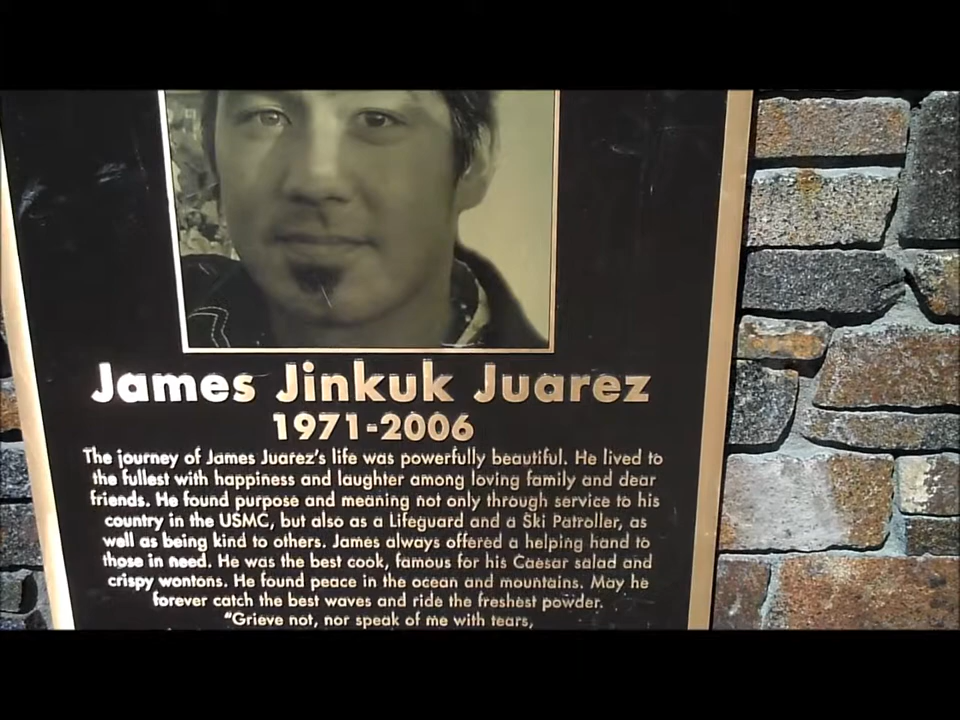 James Jinkuk Juarez
1971-2006
The journey of James Juarez's life was powerfully beautiful. He lived to
the fullest with happiness and laughter among loving family and dear
friends. He found purpose and meaning not only through service to his
country in the USMC, but also as a Lifeguard and a Ski Patroller, as
well as being kind to others. James always offered a helping hand to
those in need. He was the best cook, famous for his Caesar salad and
crispy wontons. He found peace in the ocean and mountains. May he
forever catch the best waves and ride the freshest powder.
"Grieve not, nor speak of me with tears,